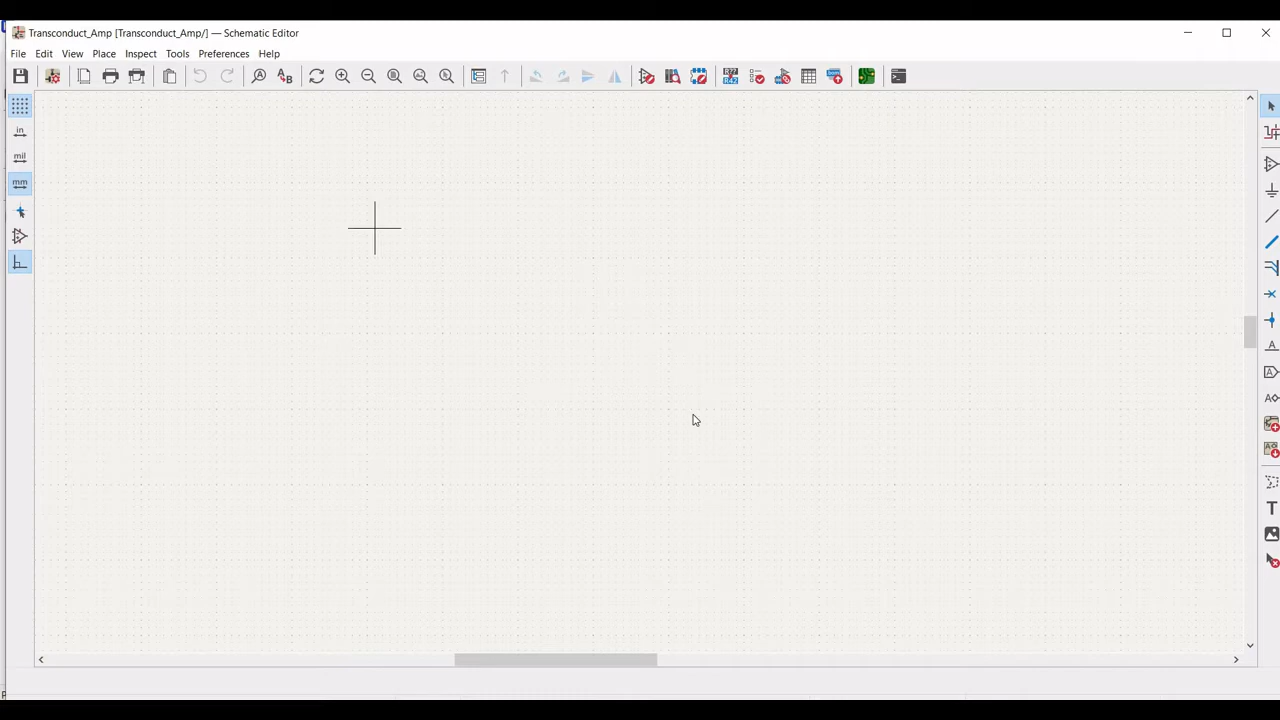 Transconduct_Amp [Transconduct_Amp/] — Schematic Editor
File Edit View Place Inspect Tools Preferences Help
in
mil
mm